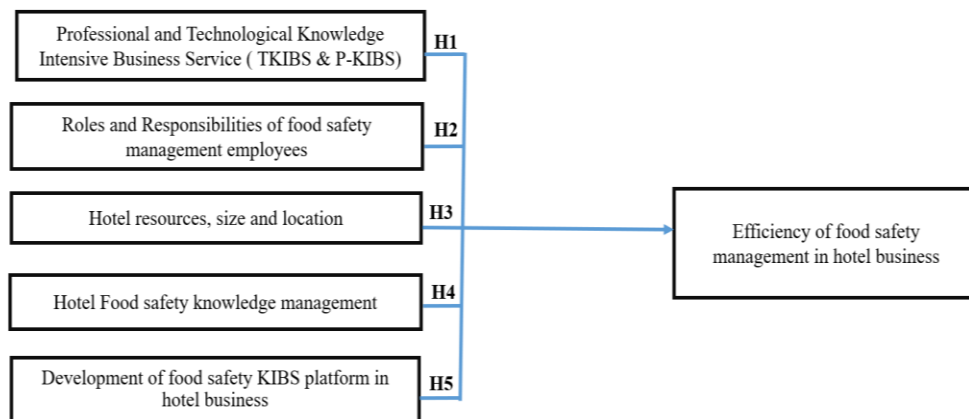 Professional and Technological Knowledge
Intensive Business Service ( TKIBS & P-KIBS)
H1
Roles and Responsibilities of food safety
management employees
H2
Hotel resources, size and location
H3
Efficiency of food safety
management in hotel business
Hotel Food safety knowledge management
H4
Development of food safety KIBS platform in
hotel business
H5